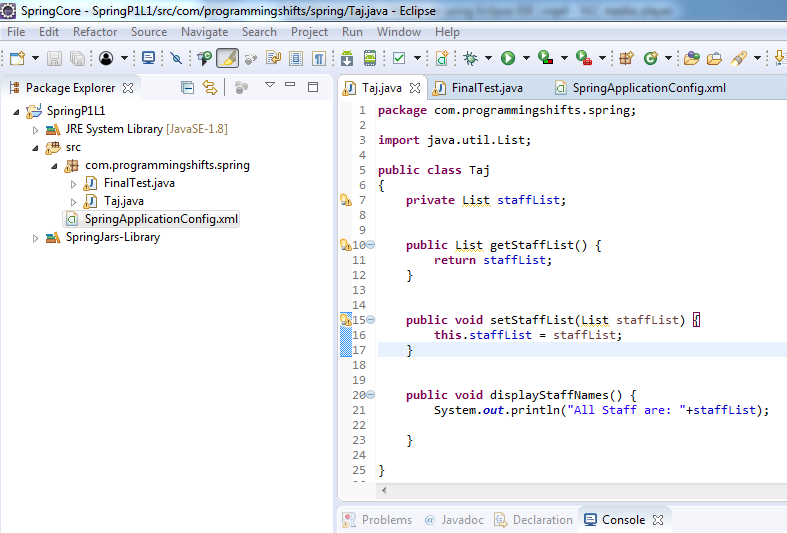 SpringCore - SpringP1L1/src/com/programmingshifts/spring/Taj.java - Eclipse
File Edit Refactor Source Navigate Search Project Run Window Help
Package Explorer
SpringP1L1
JRE System Library [JavaSE-1.8]
src
com.programmingshifts.spring
FinalTest.java
Taj.java
SpringApplicationConfig.xml
SpringJars-Library
Taj.java FinalTest.java SpringApplicationConfig.xml
1 package com.programmingshifts.spring;
2
3 import java.util.List;
4
5 public class Taj
6 {
7 private List staffList;
8
9
10 public List getStaffList() {
11 return staffList;
12 }
13
14
15 public void setStaffList(List staffList) {
16 this.staffList = staffList;
17 }
18
19
20 public void displayStaffNames() {
21 System.out.println("All Staff are: "+staffList);
22
23 }
24
25 }
Problems @ Javadoc Declaration Console